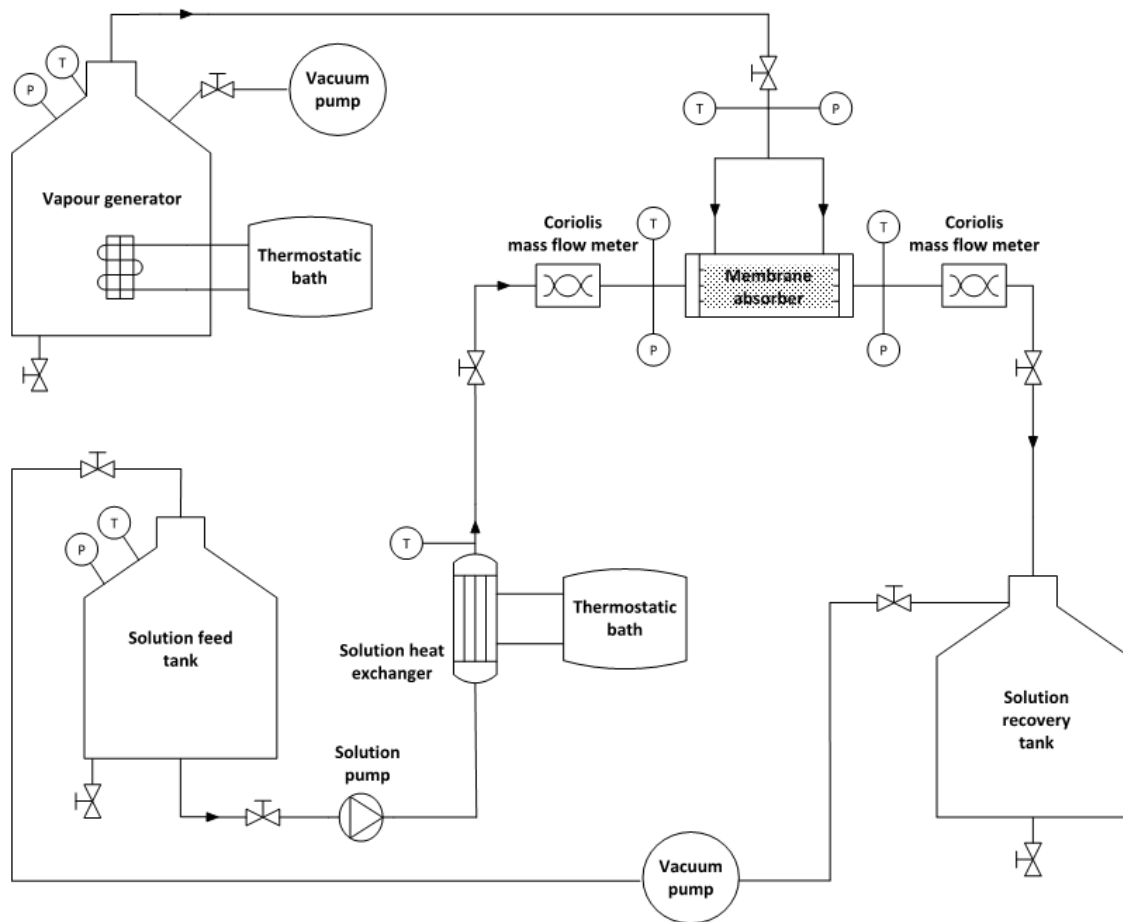 T
P
Vacuum
pump
T
P
Vapour generator
Thermostatic
bath
Coriolis
mass flow meter
T
T
Coriolis
mass flow meter
Membrane
absorber
P
P
T
P
Solution feed
tank
T
Solution heat
exchanger
Thermostatic
bath
Solution
recovery
tank
Solution
pump
Vacuum
pump